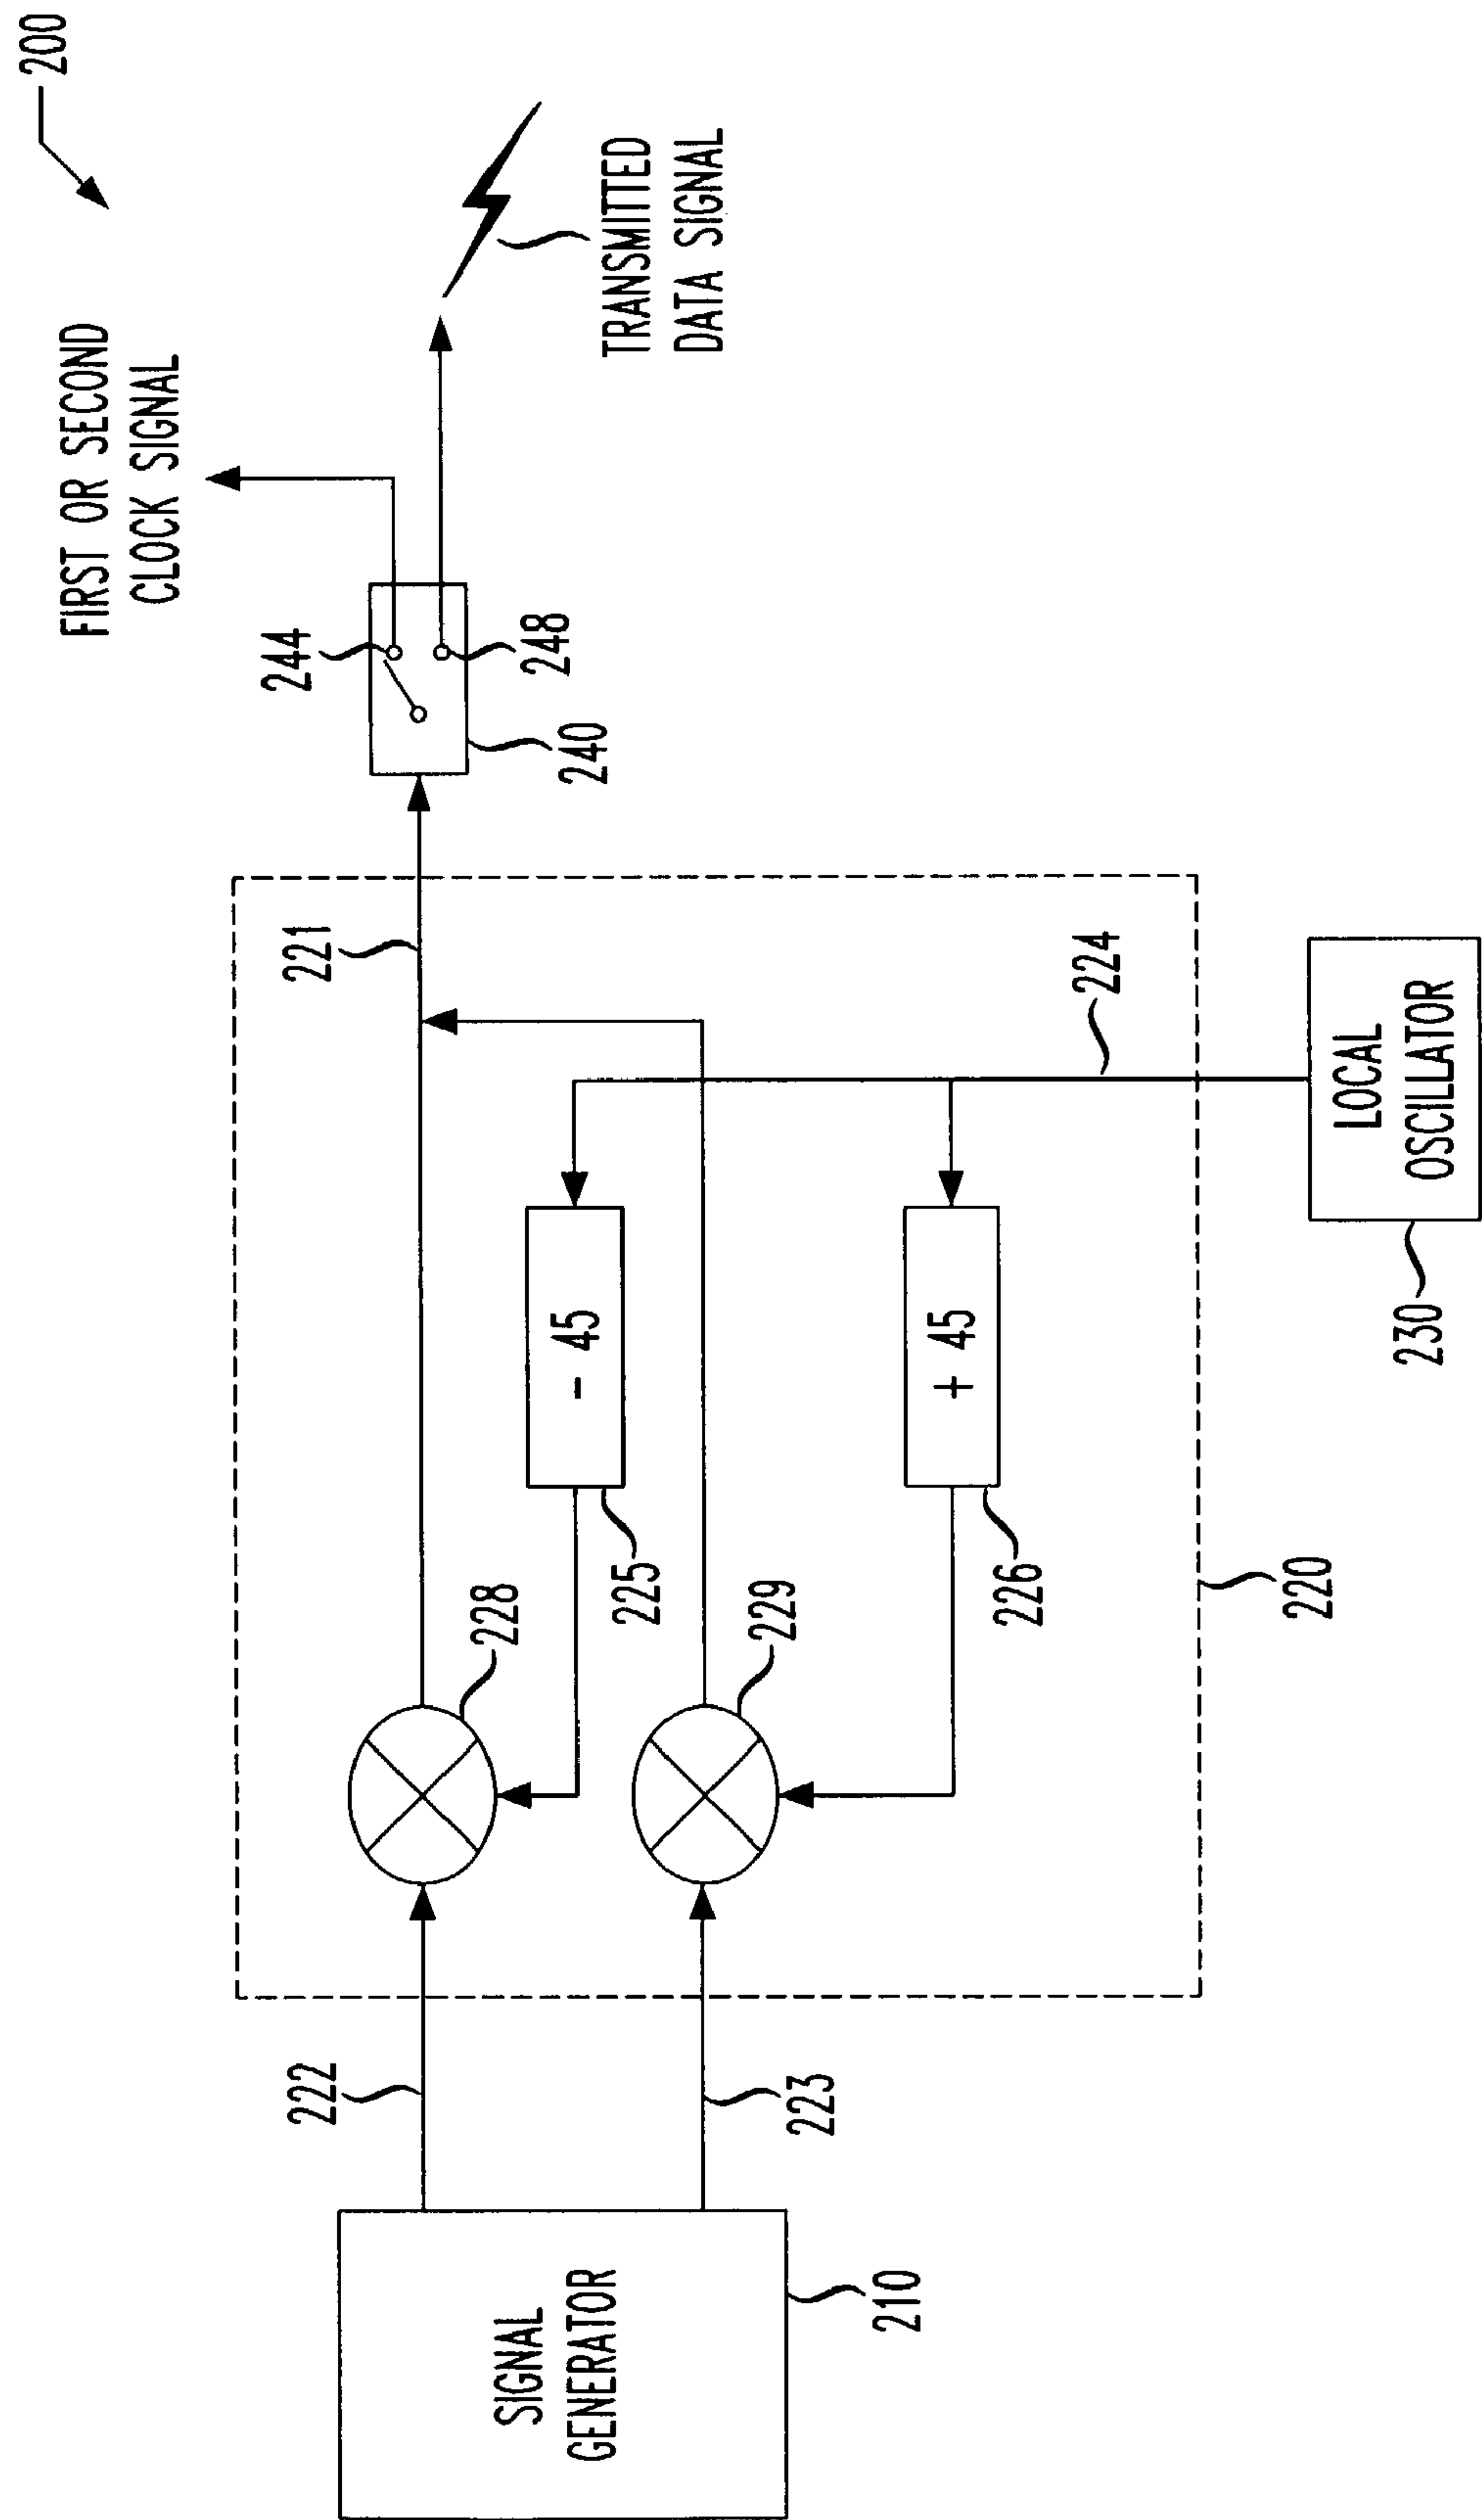 200
FIRST OR SECOND
CLOCK SIGNAL
TRANSMITTED
DATA SIGNAL
244
248
240
221
224
222
228
- 45
225
223
229
+ 45
226
220
SIGNAL
GENERATOR
210
LOCAL
OSCILLATOR
230